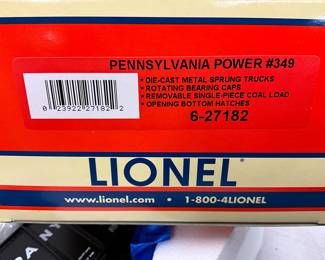 PENNSYLVANIA POWER #349
• DIE-CAST METAL SPRUNG TRUCKS
• ROTATING BEARING CAPS
• REMOVABLE SINGLE-PIECE COAL LOAD
• OPENING BOTTOM HATCHES
0 23922 27182 2
6-27182
LIONEL®
www.lionel.com • 1-800-4LIONEL